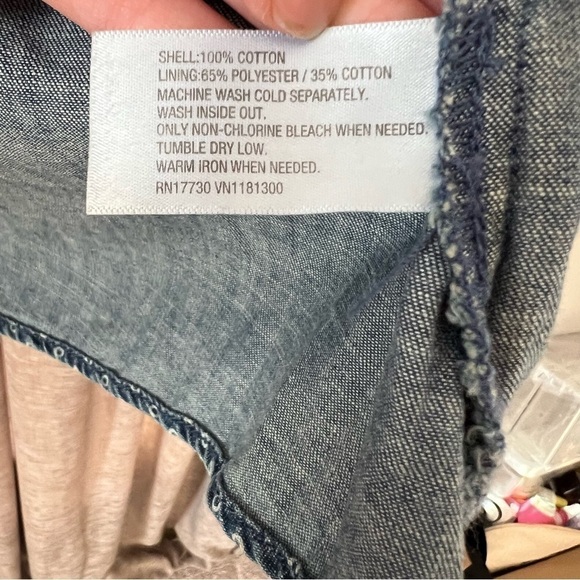 SHELL:100% COTTON
LINING:65% POLYESTER / 35% COTTON
MACHINE WASH COLD SEPARATELY.
WASH INSIDE OUT.
ONLY NON-CHLORINE BLEACH WHEN NEEDED.
TUMBLE DRY LOW.
WARM IRON WHEN NEEDED.
RN17730 VN1181300